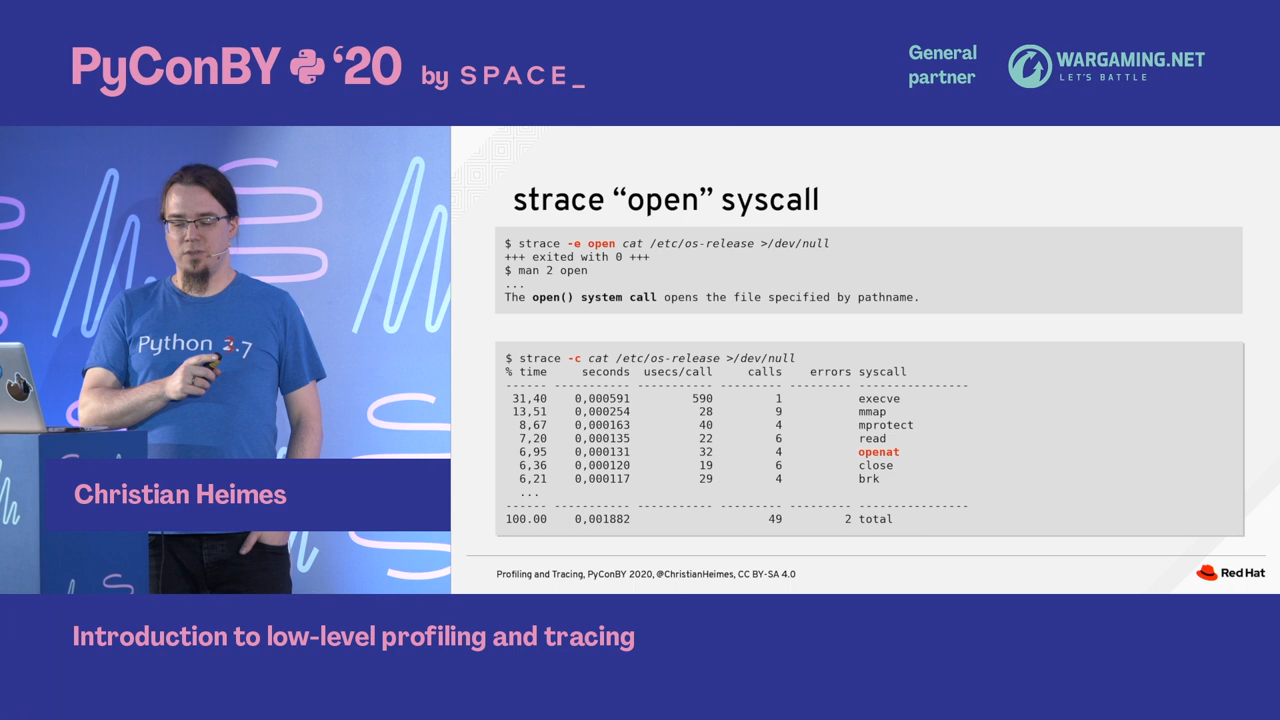 PyConBY '20 by SPACE_
General
partner
WARGAMING.NET
LET'S BATTLE
Python 2.7
strace “open” syscall
$ strace -e open cat /etc/os-release >/dev/null
+++ exited with 0 +++
$ man 2 open
...
The open() system call opens the file specified by pathname.
$ strace -c cat /etc/os-release >/dev/null
% time seconds usecs/call calls errors syscall
------ ----------- ----------- --------- --------- ----------------
31,40 0,000591 590 1 execve
13,51 0,000254 28 9 mmap
8,67 0,000163 40 4 mprotect
7,20 0,000135 22 6 read
6,95 0,000131 32 4 openat
6,36 0,000120 19 6 close
6,21 0,000117 29 4 brk
...
------ ----------- ----------- --------- --------- ----------------
100.00 0,001882 49 2 total
Profiling and Tracing, PyConBY 2020, @ChristianHeimes, CC BY-SA 4.0
Red Hat
Christian Heimes
Introduction to low-level profiling and tracing